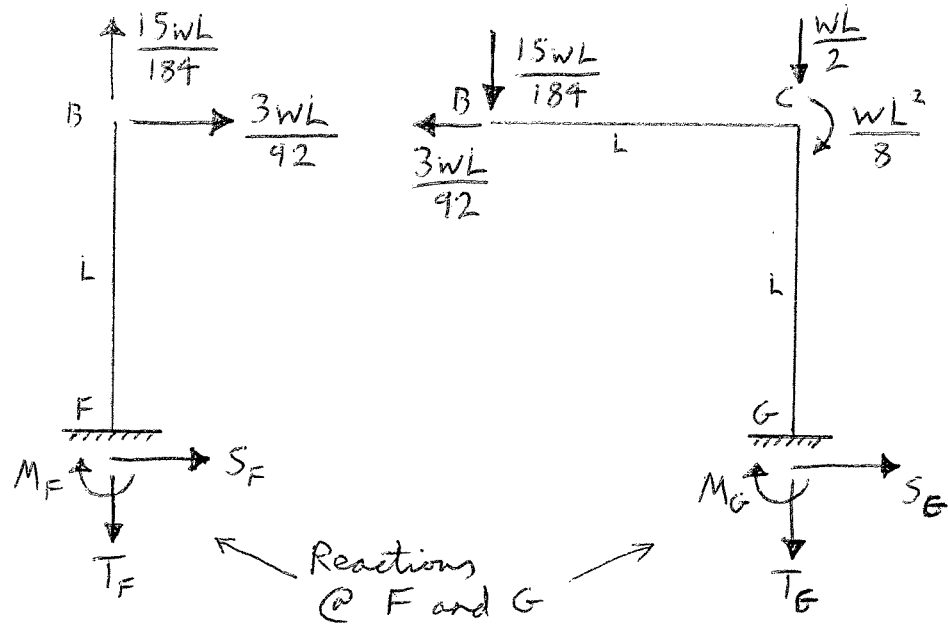 15wL
184
B
3wL
92
L
F
M_F
S_F
T_F
15wL
184
B
3wL
92
L
wL
2
C
wL²
8
L
G
M_G
S_G
T_G
Reactions
@ F and G